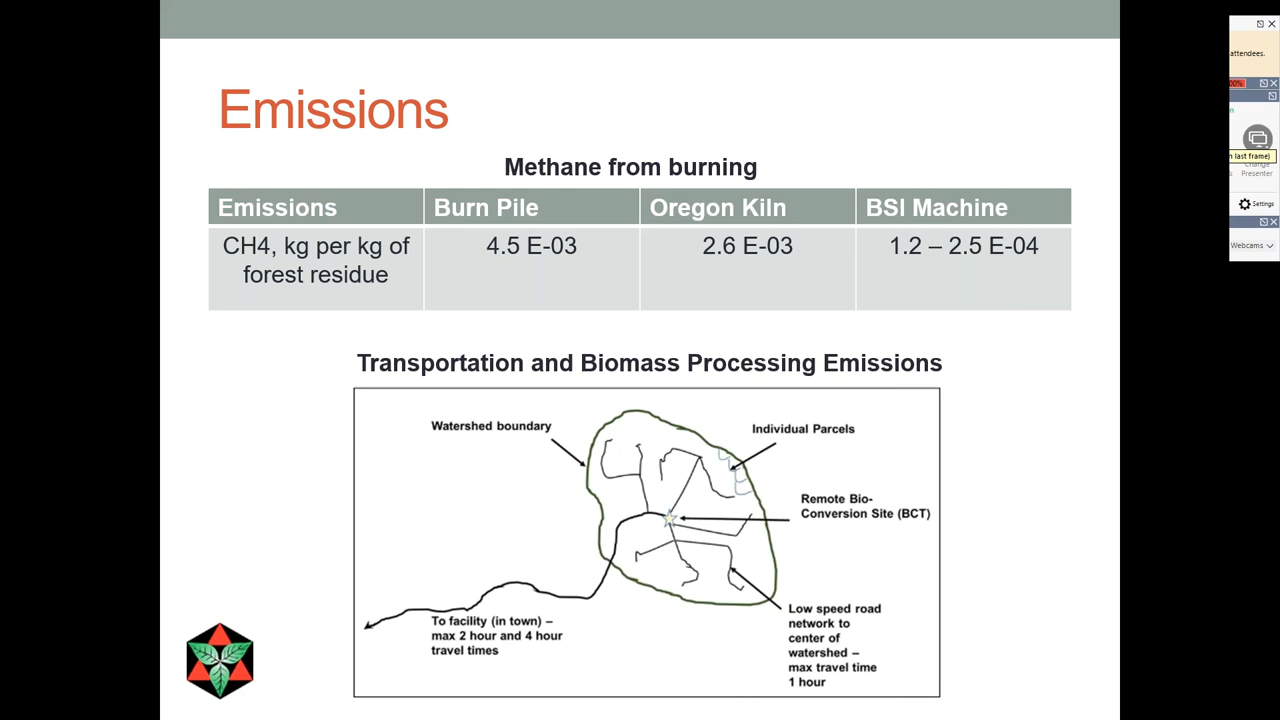 Emissions
Methane from burning
Emissions
Burn Pile
Oregon Kiln
BSI Machine
CH4, kg per kg of
forest residue
4.5 E-03
2.6 E-03
1.2 – 2.5 E-04
Transportation and Biomass Processing Emissions
Watershed boundary
Individual Parcels
Remote Bio-
Conversion Site (BCT)
Low speed road
network to
center of
watershed –
max travel time
1 hour
To facility (in town) –
max 2 hour and 4 hour
travel times
attendees.
last frame)
Change
Presenter
Settings
Webcams